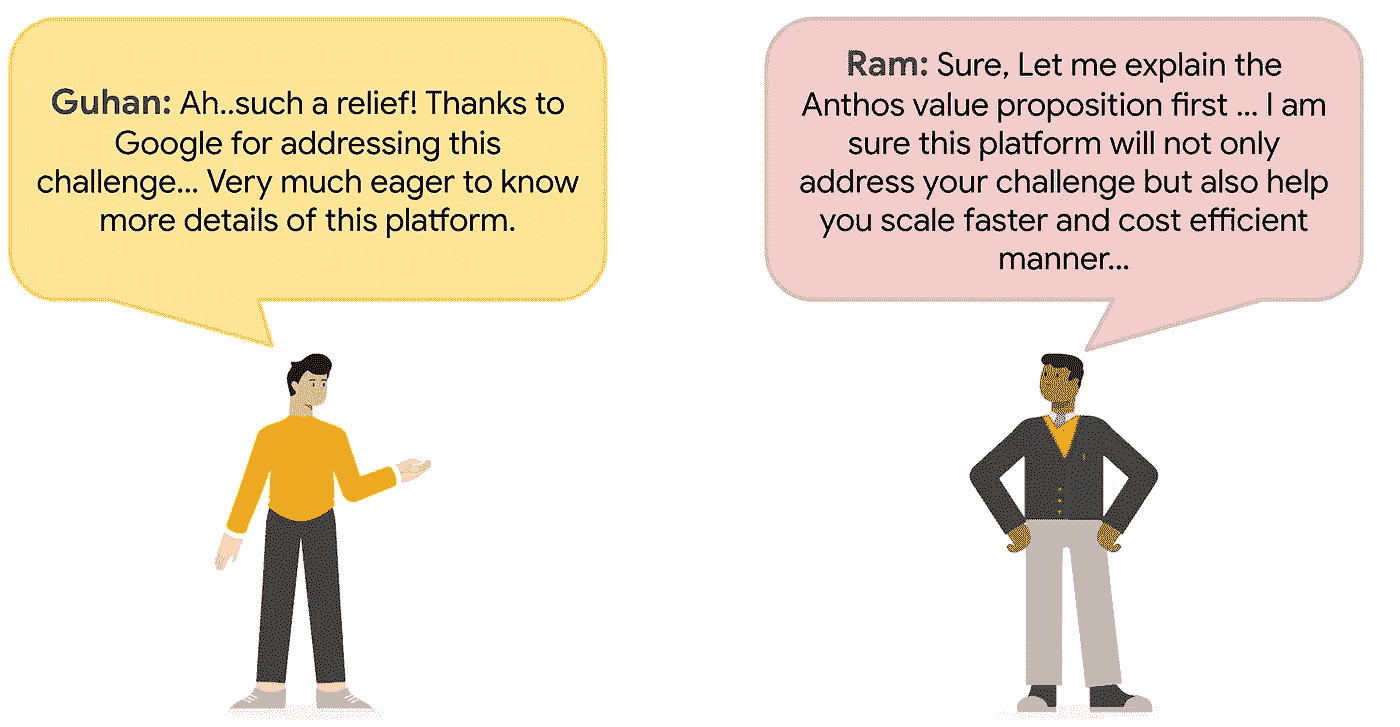 Guhan: Ah..such a relief! Thanks to
Google for addressing this
challenge... Very much eager to know
more details of this platform.
Ram: Sure, Let me explain the
Anthos value proposition first ... I am
sure this platform will not only
address your challenge but also help
you scale faster and cost efficient
manner...